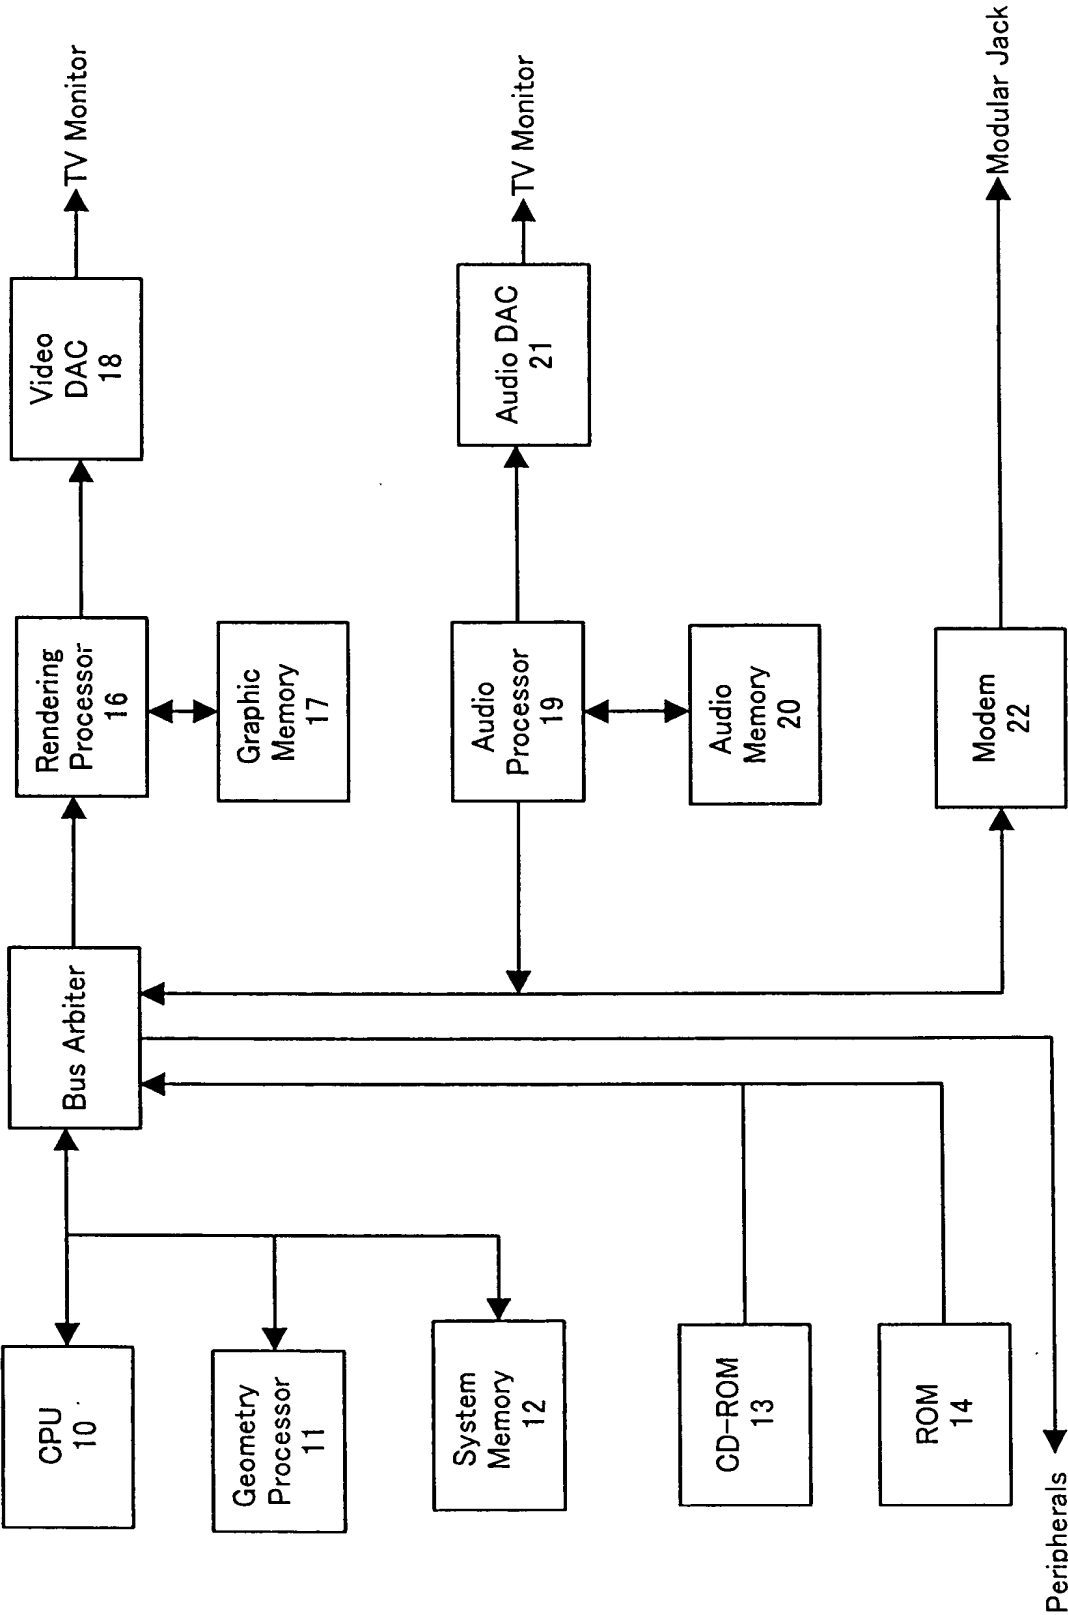 CPU
10
Geometry
Processor
11
System
Memory
12
CD-ROM
13
ROM
14
Peripherals
Bus Arbiter
Rendering
Processor
16
Graphic
Memory
17
Audio
Processor
19
Audio
Memory
20
Modem
22
Video
DAC
18
Audio DAC
21
TV Monitor
TV Monitor
Modular Jack